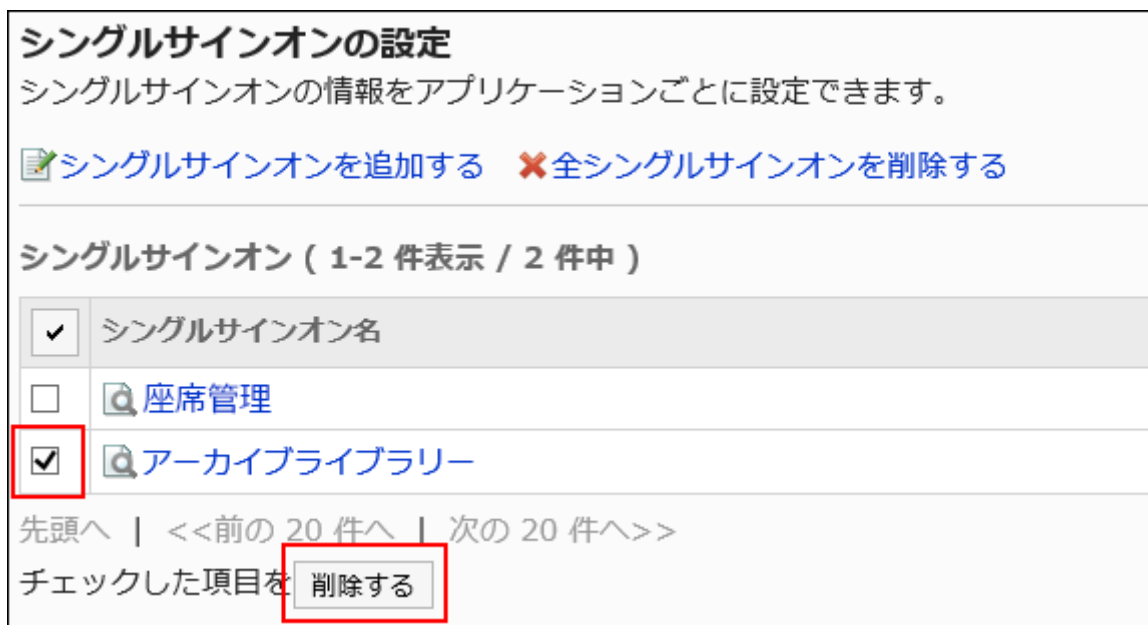 シングルサインオンの設定
シングルサインオンの情報をアプリケーションごとに設定できます。
シングルサインオンを追加する 全シングルサインオンを削除する
シングルサインオン ( 1-2 件表示 / 2 件中 )
シングルサインオン名
座席管理
アーカイブライブラリー
先頭へ | <<前の 20 件へ | 次の 20 件へ>>
チェックした項目を 削除する